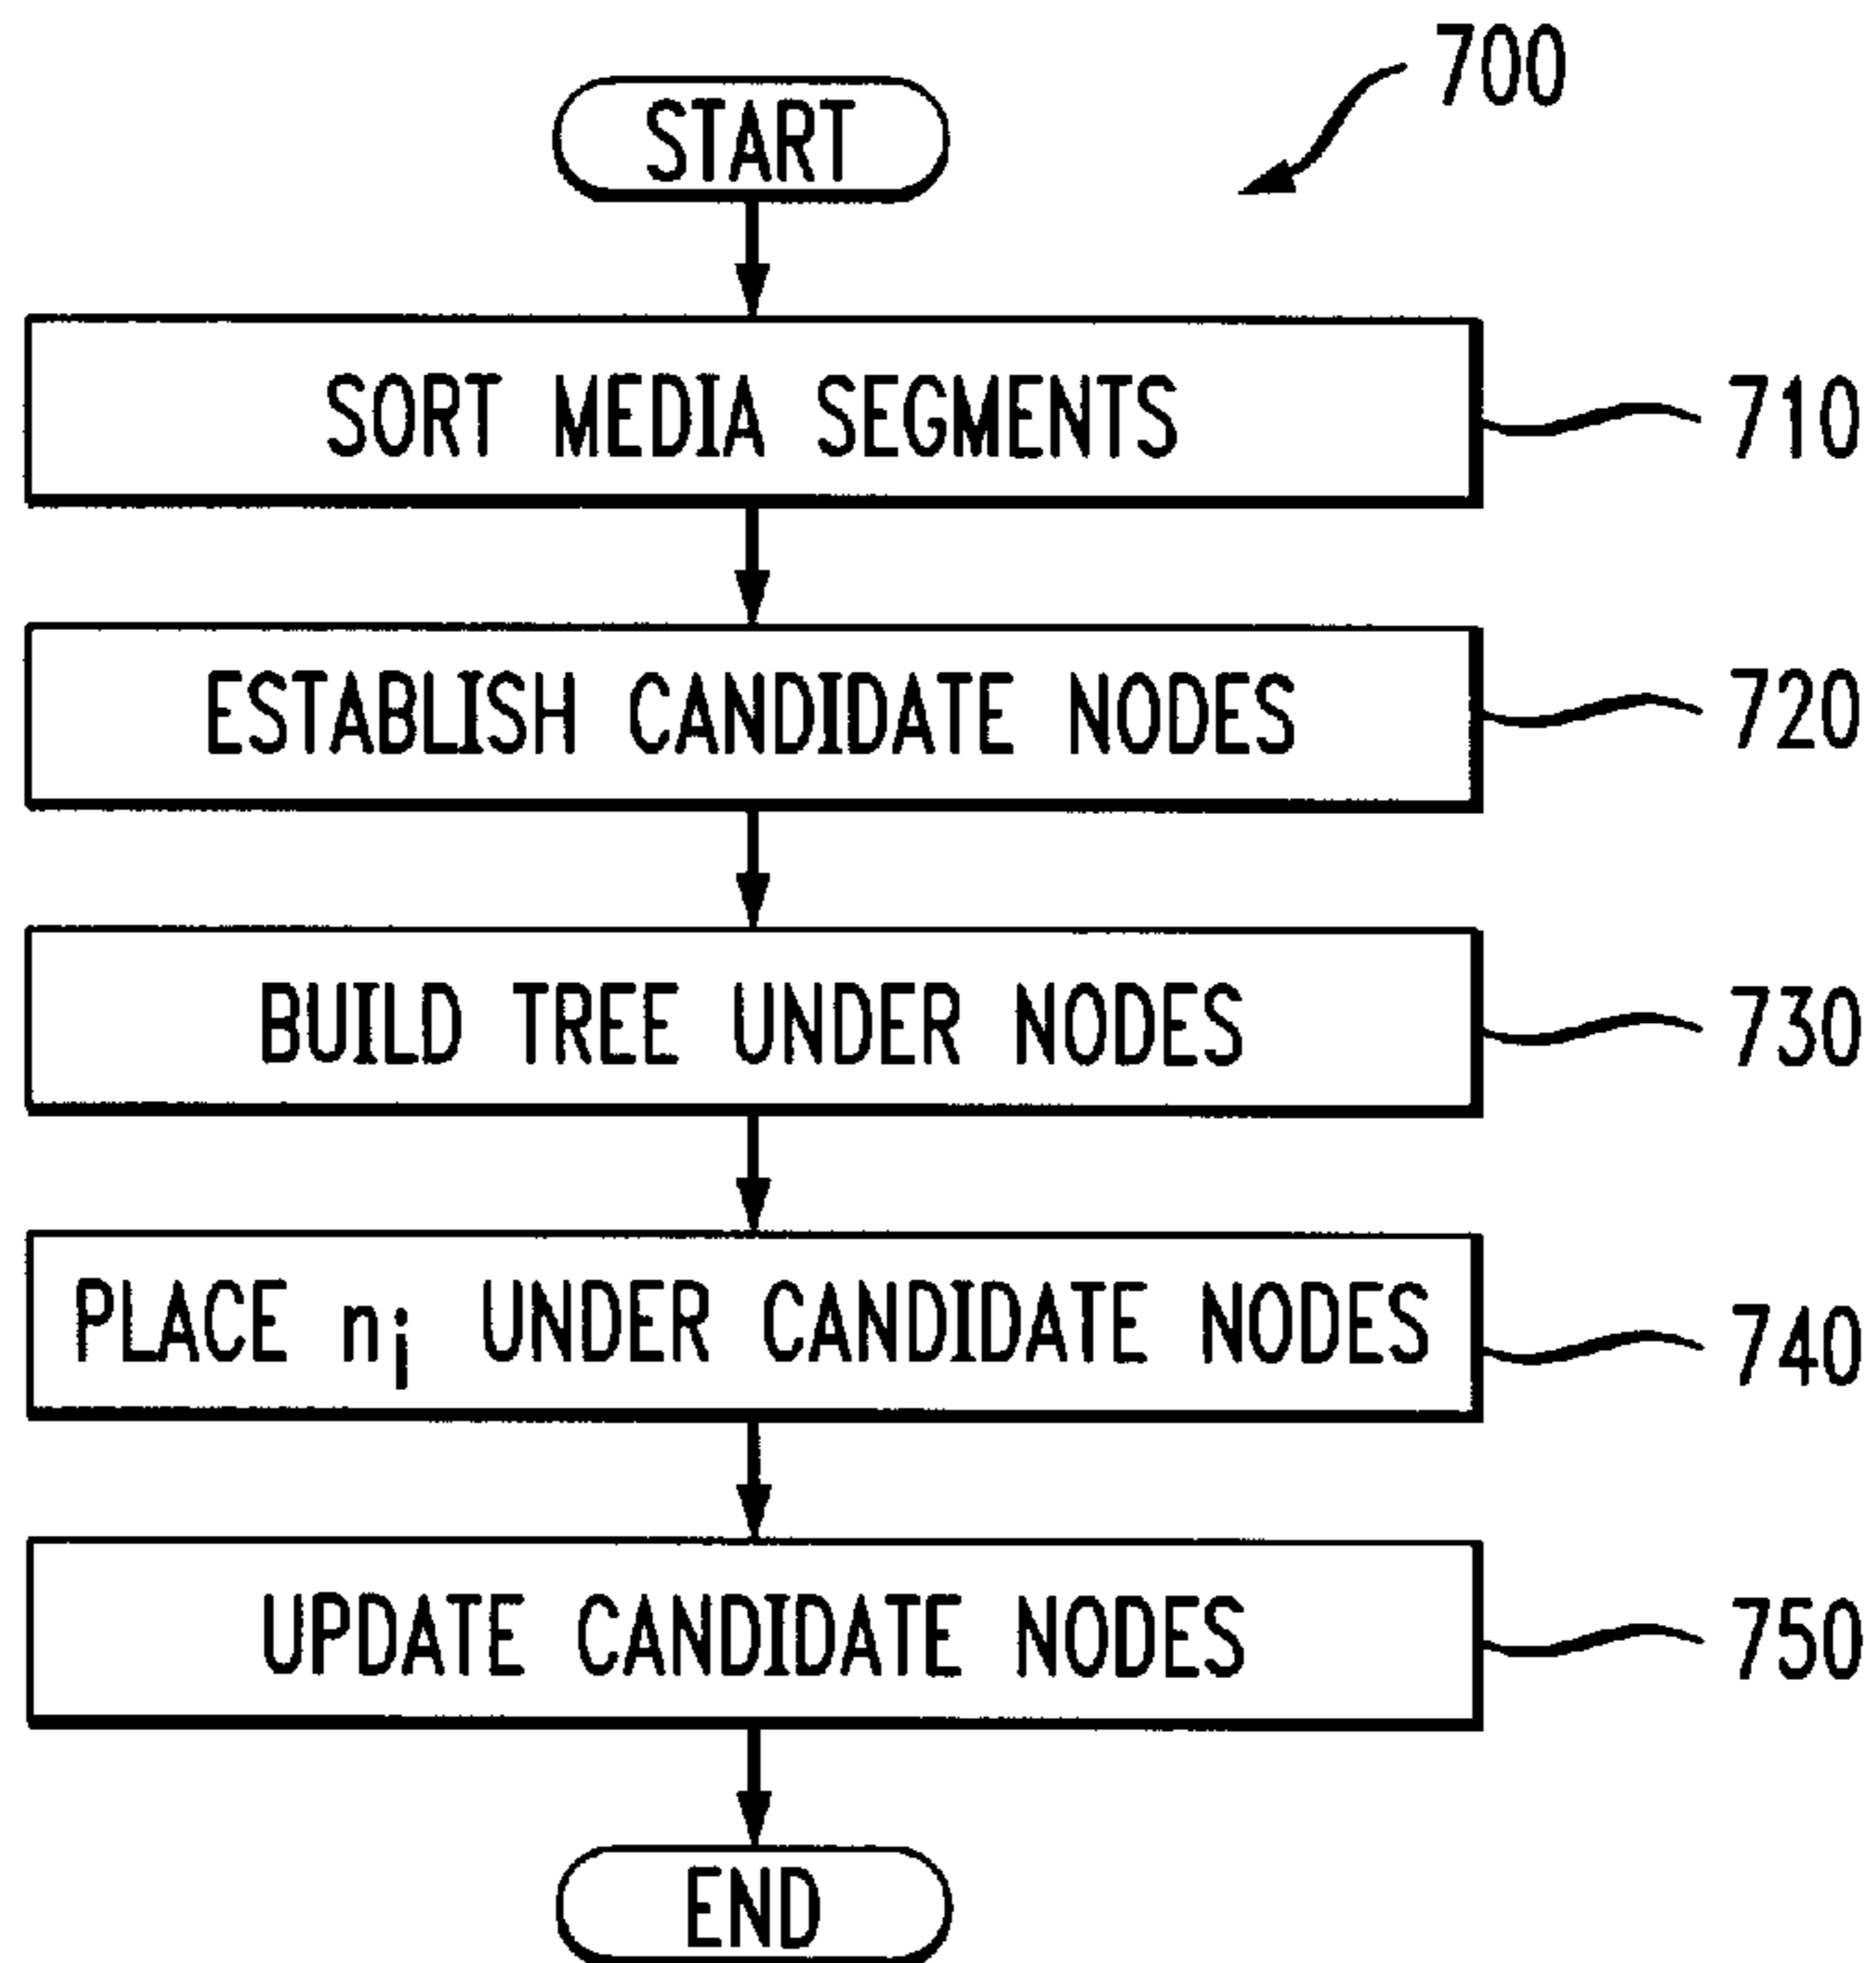 700
START
SORT MEDIA SEGMENTS
710
ESTABLISH CANDIDATE NODES
720
BUILD TREE UNDER NODES
730
PLACE ni UNDER CANDIDATE NODES
740
UPDATE CANDIDATE NODES
750
END